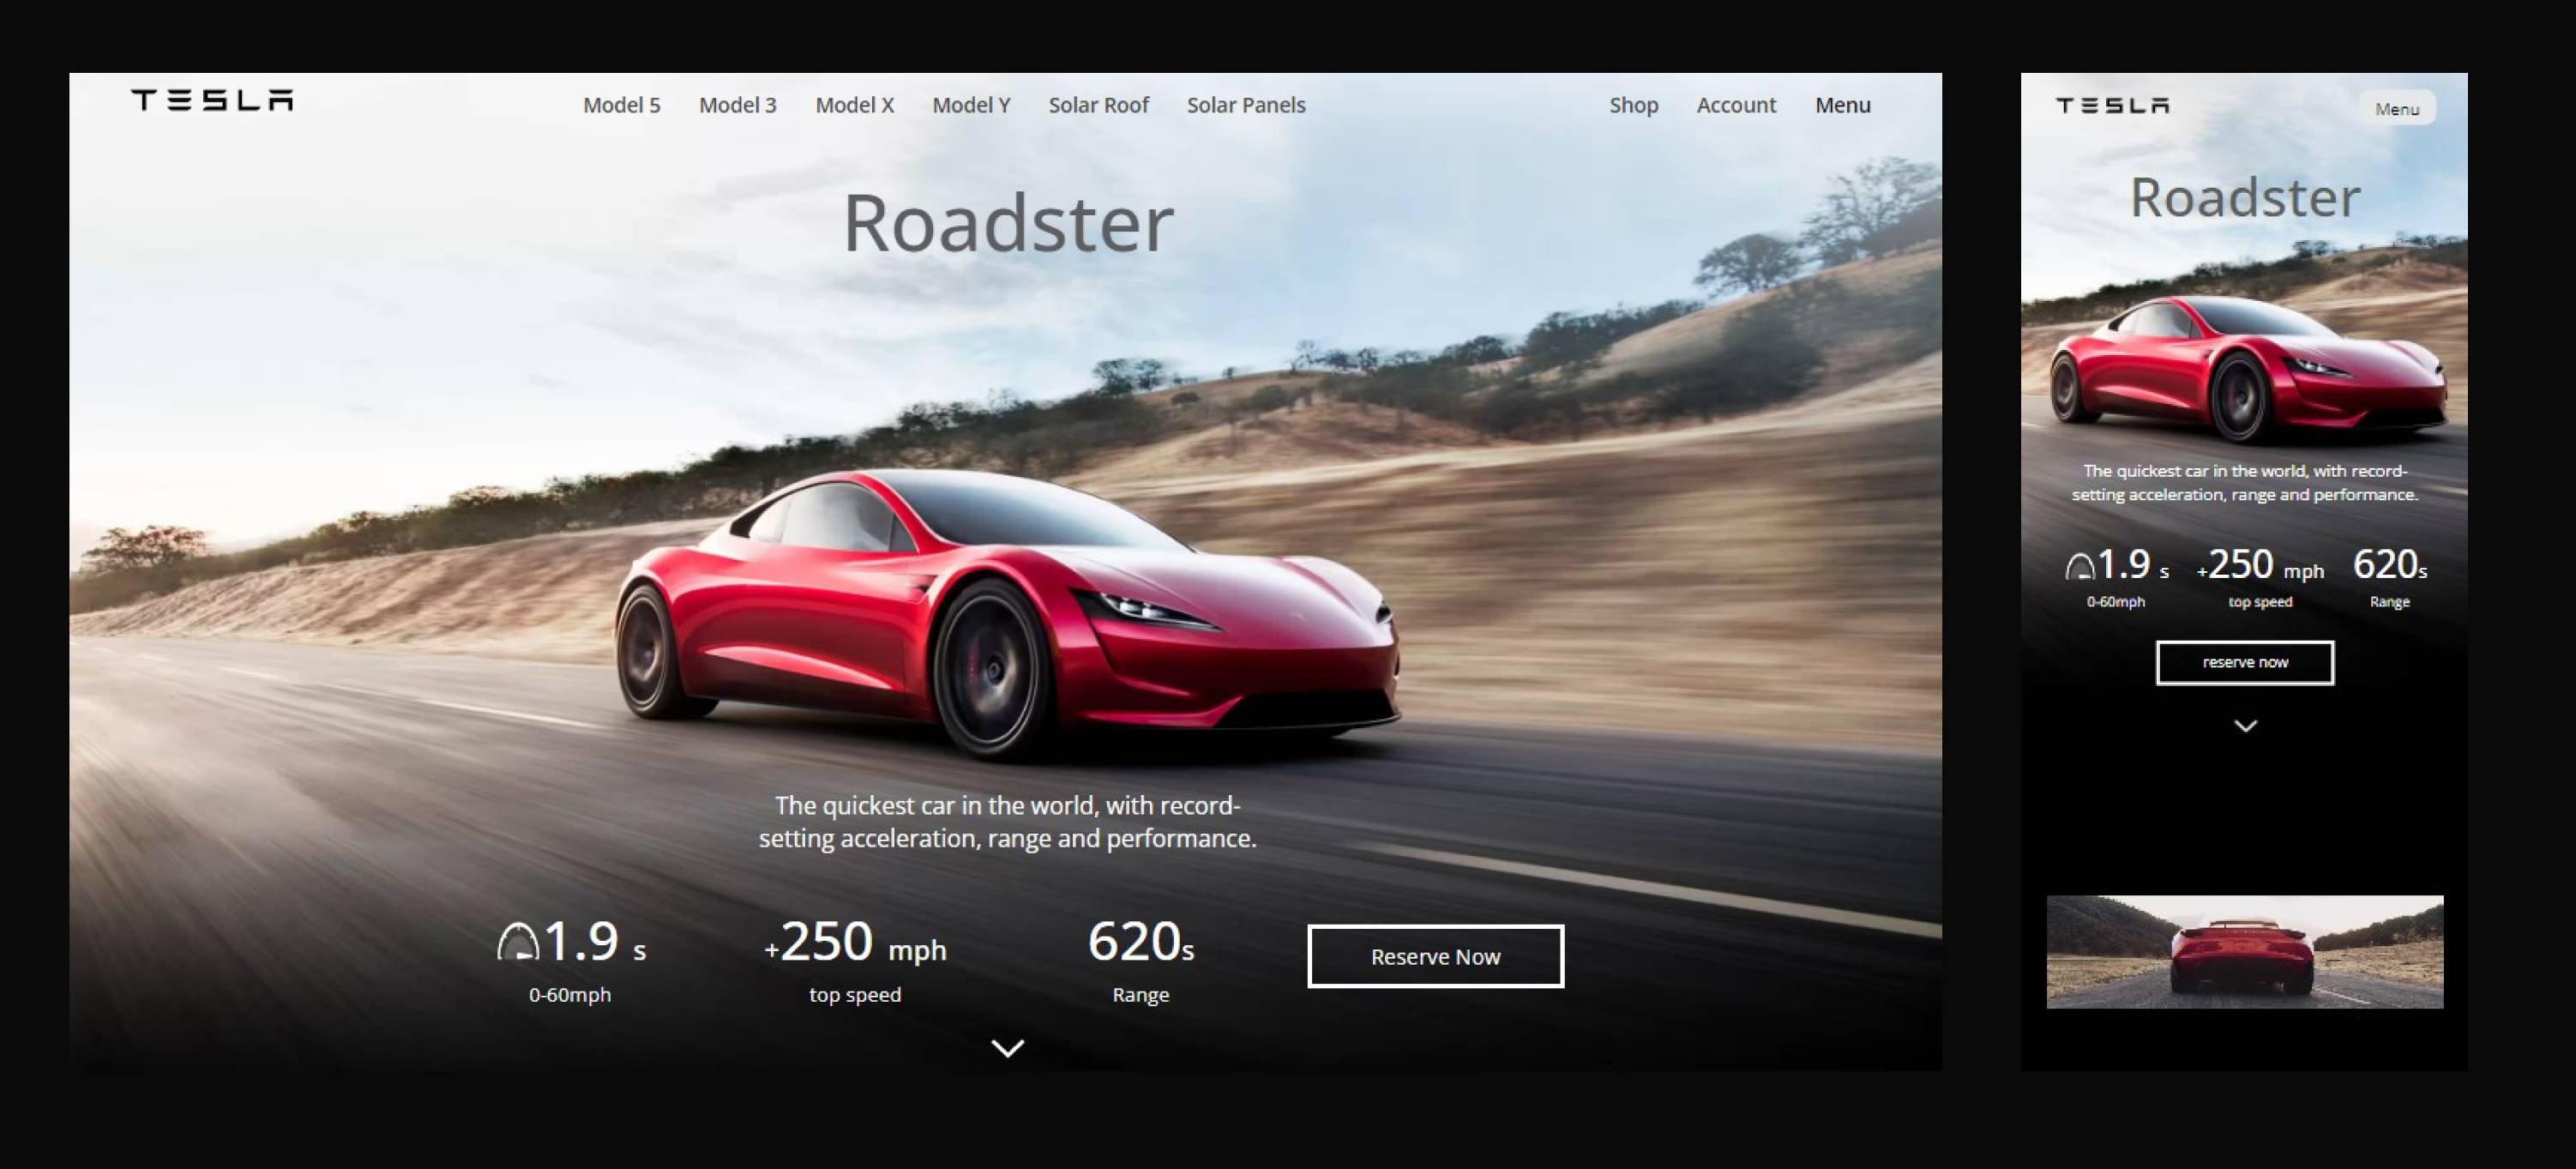 TESLA
Model 5 Model 3 Model X Model Y Solar Roof Solar Panels
Shop Account Menu
Roadster
The quickest car in the world, with record-
setting acceleration, range and performance.
1.9 s
0-60mph
+250 mph
top speed
620s
Range
Reserve Now
TESLA
Menu
Roadster
The quickest car in the world, with record-
setting acceleration, range and performance.
1.9 s
0-60mph
+250 mph
top speed
620s
Range
reserve now